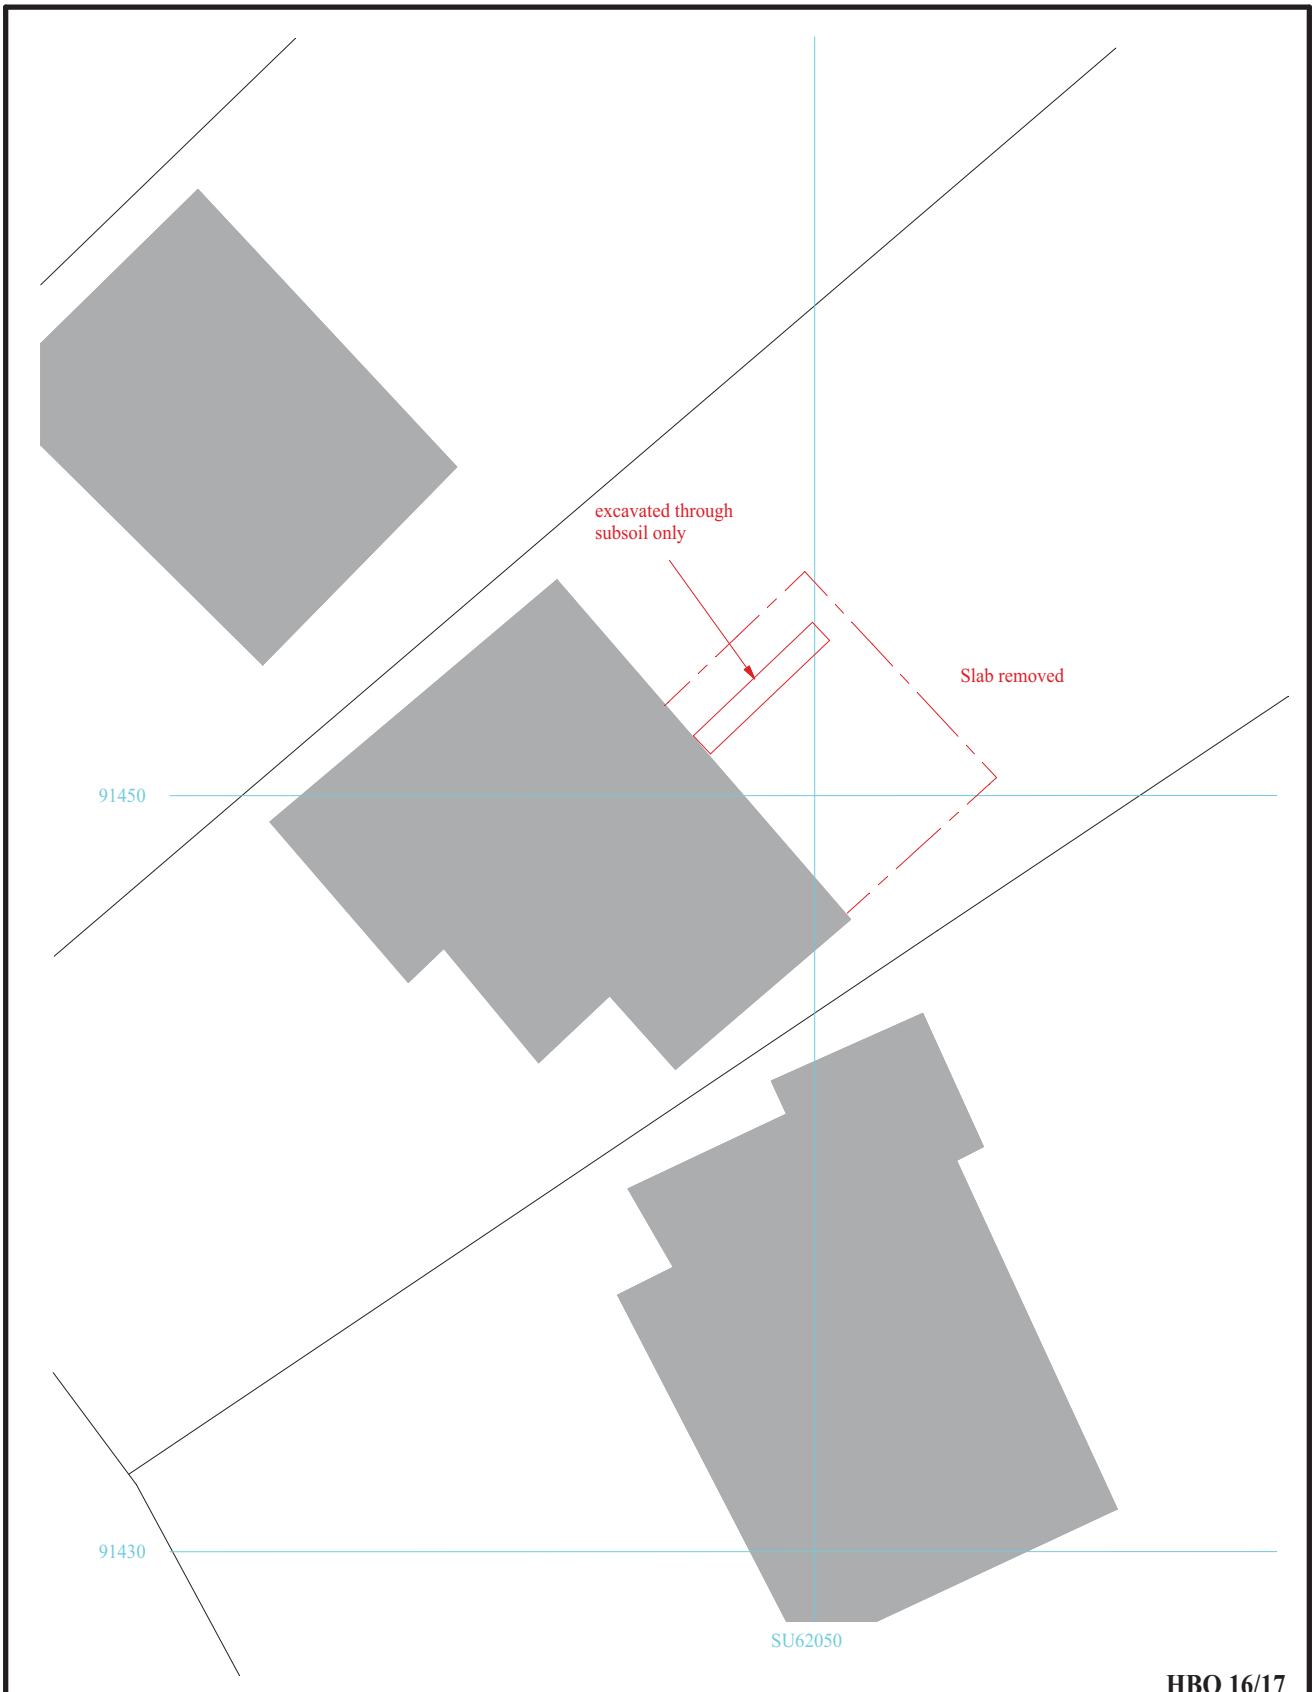 excavated through
subsoil only
Slab removed
91450
91430
SU62050
HBO 16/17